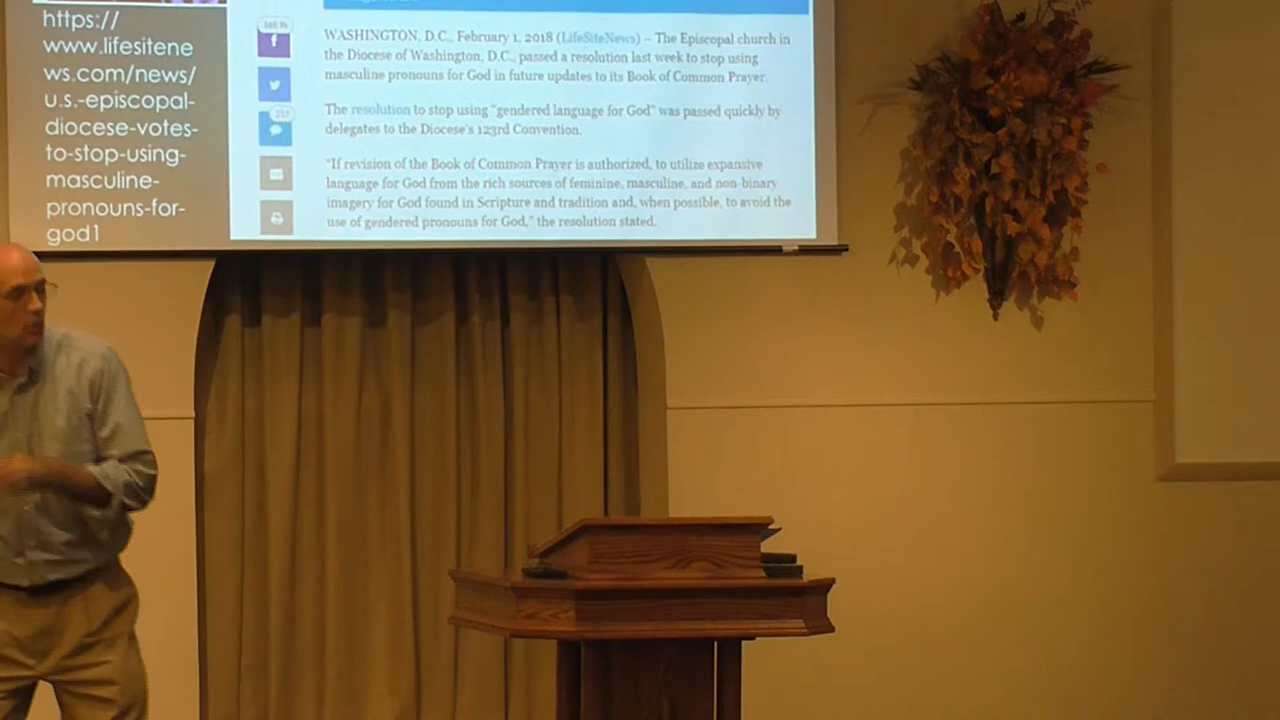 https://
www.lifesitene
ws.com/news/
u.s.-episcopal-
diocese-votes-
to-stop-using-
masculine-
pronouns-for-
god1
WASHINGTON, D.C., February 1, 2018 (LifeSiteNews) – The Episcopal church in
the Diocese of Washington, D.C., passed a resolution last week to stop using
masculine pronouns for God in future updates to its Book of Common Prayer.
The resolution to stop using "gendered language for God" was passed quickly by
delegates to the Diocese's 123rd Convention.
"If revision of the Book of Common Prayer is authorized, to utilize expansive
language for God from the rich sources of feminine, masculine, and non-binary
imagery for God found in Scripture and tradition and, when possible, to avoid the
use of gendered pronouns for God," the resolution stated.